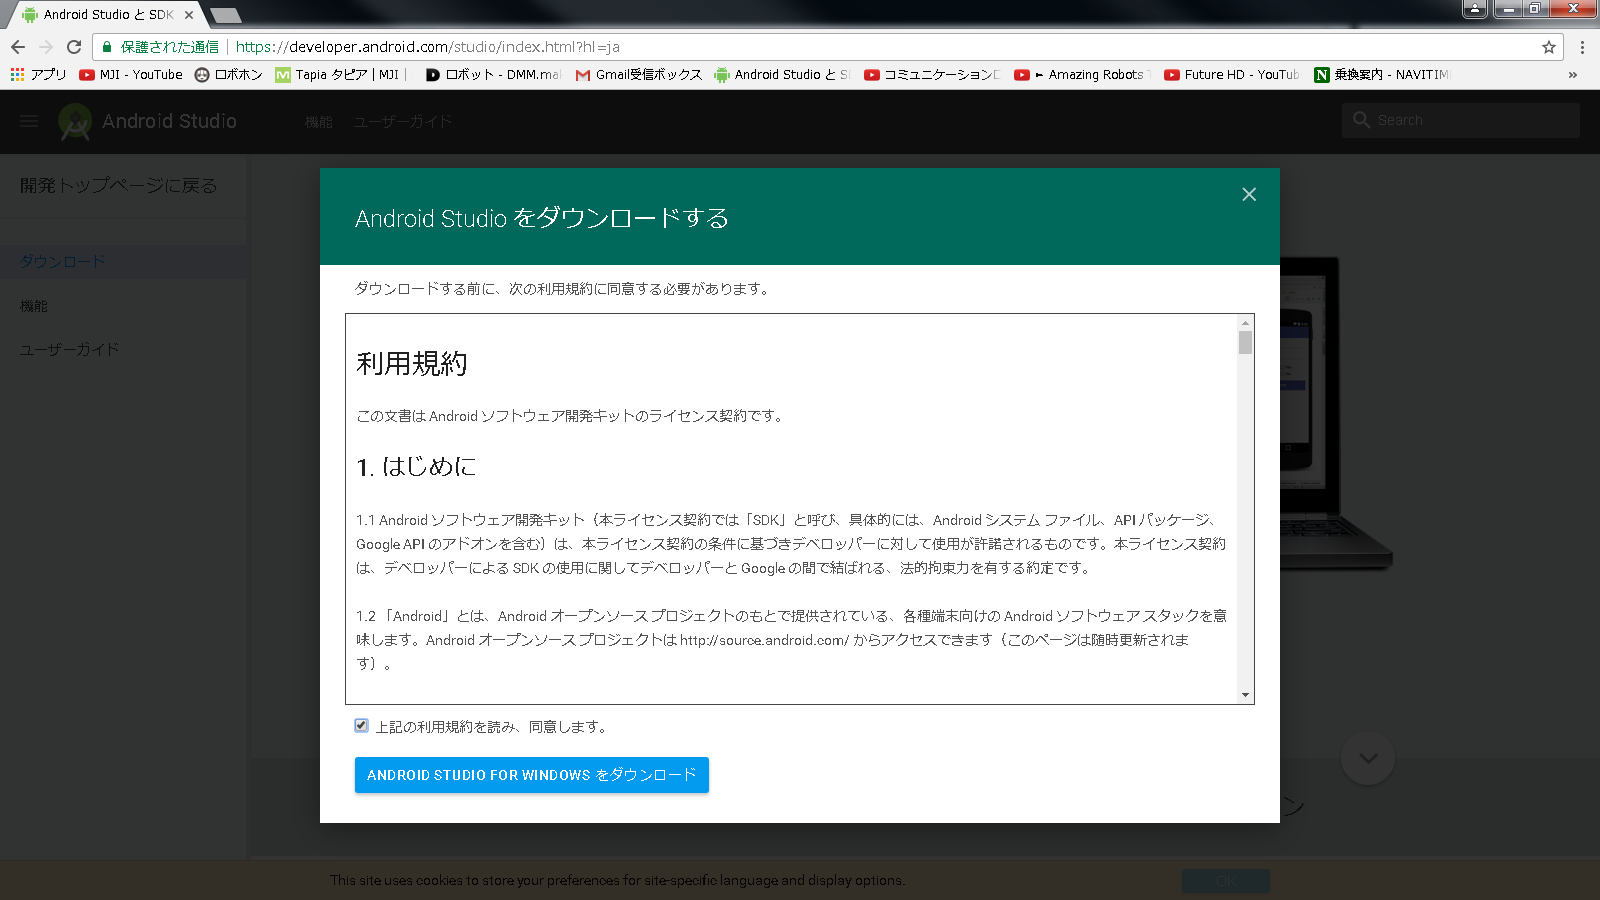 Android Studio と SDK
保護された通信 https://developer.android.com/studio/index.html?hl=ja
アプリ MJI - YouTube ロボホン Tapia タピア | MJI | ロボット - DMM.ma Gmail受信ボックス Android Studio と S コミュニケーション Amazing Robots Future HD - YouTub 乗換案内 - NAVITIM »
Android Studio 機能 ユーザーガイド Search
開発トップページに戻る
ダウンロード
機能
ユーザーガイド
Android Studio をダウンロードする
ダウンロードする前に、次の利用規約に同意する必要があります。
利用規約
この文書は Android ソフトウェア開発キットのライセンス契約です。
1. はじめに
1.1 Android ソフトウェア開発キット（本ライセンス契約では「SDK」と呼び、具体的には、Android システム ファイル、API パッケージ、
Google API のアドオンを含む）は、本ライセンス契約の条件に基づきデベロッパーに対して使用が許諾されるものです。本ライセンス契約
は、デベロッパーによる SDK の使用に関してデベロッパーと Google の間で結ばれる、法的拘束力を有する約定です。
1.2 「Android」とは、Android オープンソース プロジェクトのもとで提供されている、各種端末向けの Android ソフトウェア スタックを意
味します。Android オープンソース プロジェクトは http://source.android.com/ からアクセスできます（このページは随時更新されま
す）。
上記の利用規約を読み、同意します。
ANDROID STUDIO FOR WINDOWS をダウンロード
ン
This site uses cookies to store your preferences for site-specific language and display options.
OK